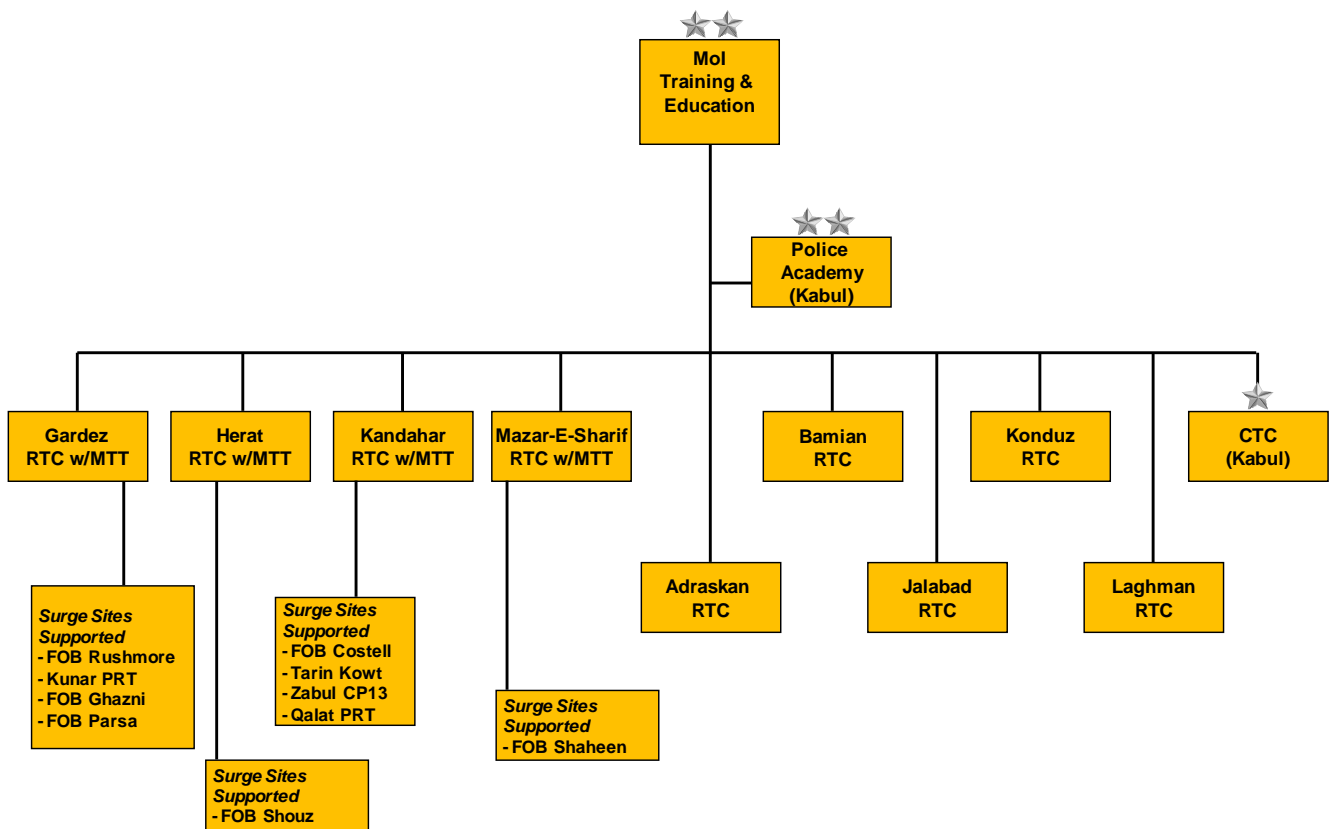 MoI
Training &
Education
Police
Academy
(Kabul)
Gardez
RTC w/MTT
Herat
RTC w/MTT
Kandahar
RTC w/MTT
Mazar-E-Sharif
RTC w/MTT
Bamian
RTC
Konduz
RTC
CTC
(Kabul)
Adraskan
RTC
Jalabad
RTC
Laghman
RTC
Surge Sites
Supported
- FOB Rushmore
- Kunar PRT
- FOB Ghazni
- FOB Parsa
Surge Sites
Supported
- FOB Costell
- Tarin Kowt
- Zabul CP13
- Qalat PRT
Surge Sites
Supported
- FOB Shaheen
Surge Sites
Supported
- FOB Shouz